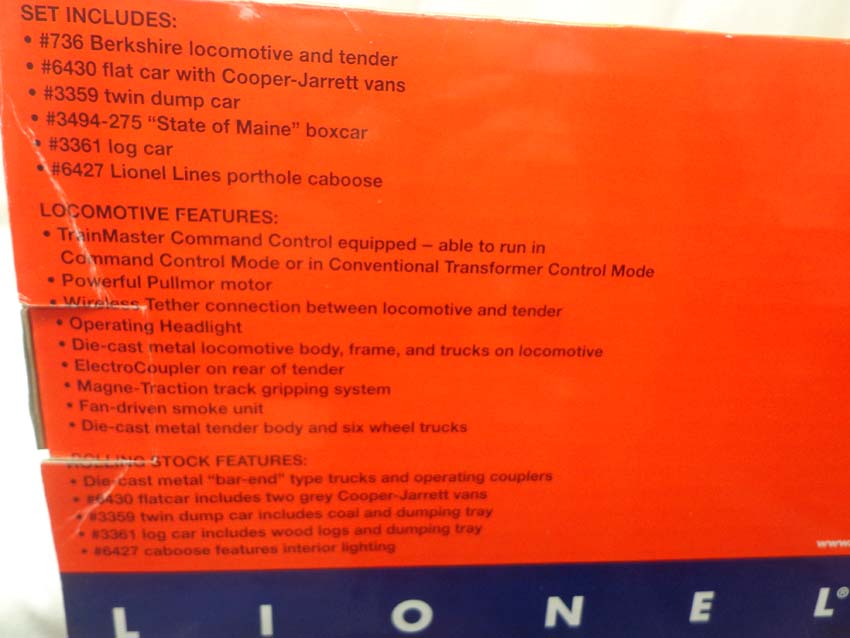 SET INCLUDES:
• #736 Berkshire locomotive and tender
• #6430 flat car with Cooper-Jarrett vans
• #3359 twin dump car
• #3494-275 “State of Maine” boxcar
• #3361 log car
• #6427 Lionel Lines porthole caboose
LOCOMOTIVE FEATURES:
• TrainMaster Command Control equipped – able to run in
Command Control Mode or in Conventional Transformer Control Mode
• Powerful Pullmor motor
• Wireless Tether connection between locomotive and tender
• Operating Headlight
• Die-cast metal locomotive body, frame, and trucks on locomotive
• ElectroCoupler on rear of tender
• Magne-Traction track gripping system
• Fan-driven smoke unit
• Die-cast metal tender body and six wheel trucks
ROLLING STOCK FEATURES:
• Die-cast metal “bar-end” type trucks and operating couplers
• #6430 flatcar includes two grey Cooper-Jarrett vans
• #3359 twin dump car includes coal and dumping tray
• #3361 log car includes wood logs and dumping tray
• #6427 caboose features interior lighting
www.
L I O N E L®